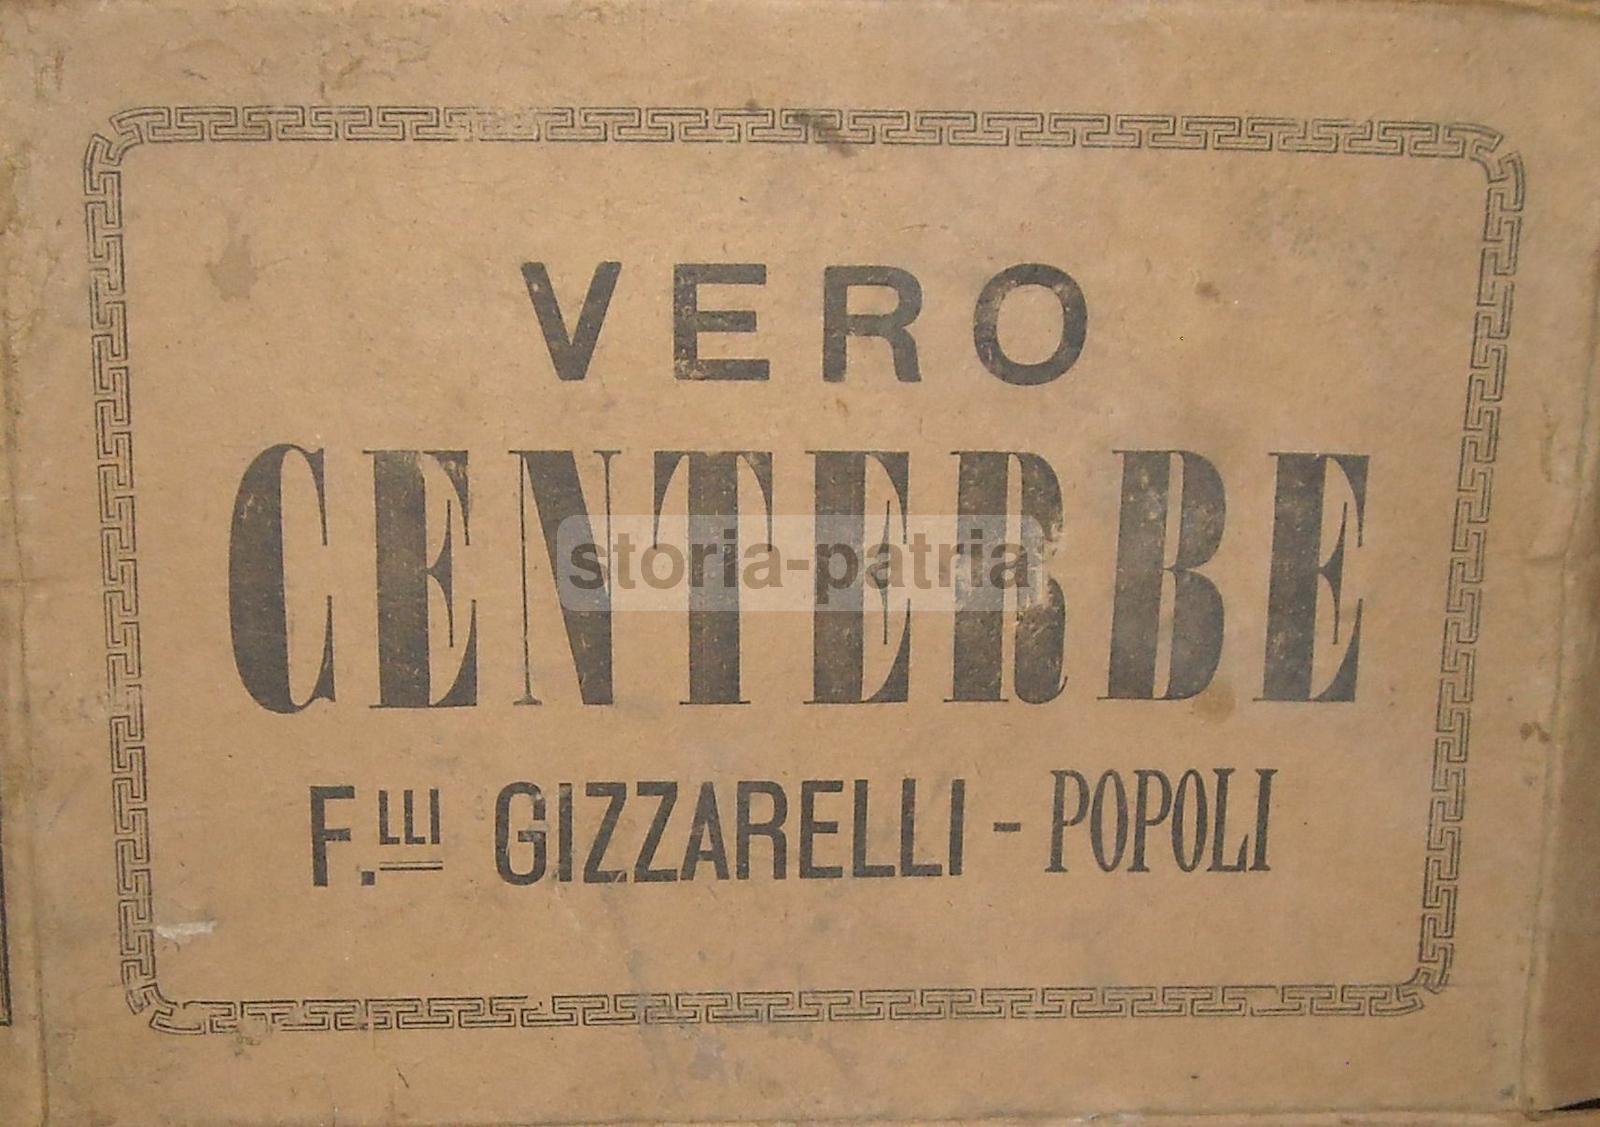 VERO
CENTERBE
storia-patria
F.LLI GIZZARELLI - POPOLI